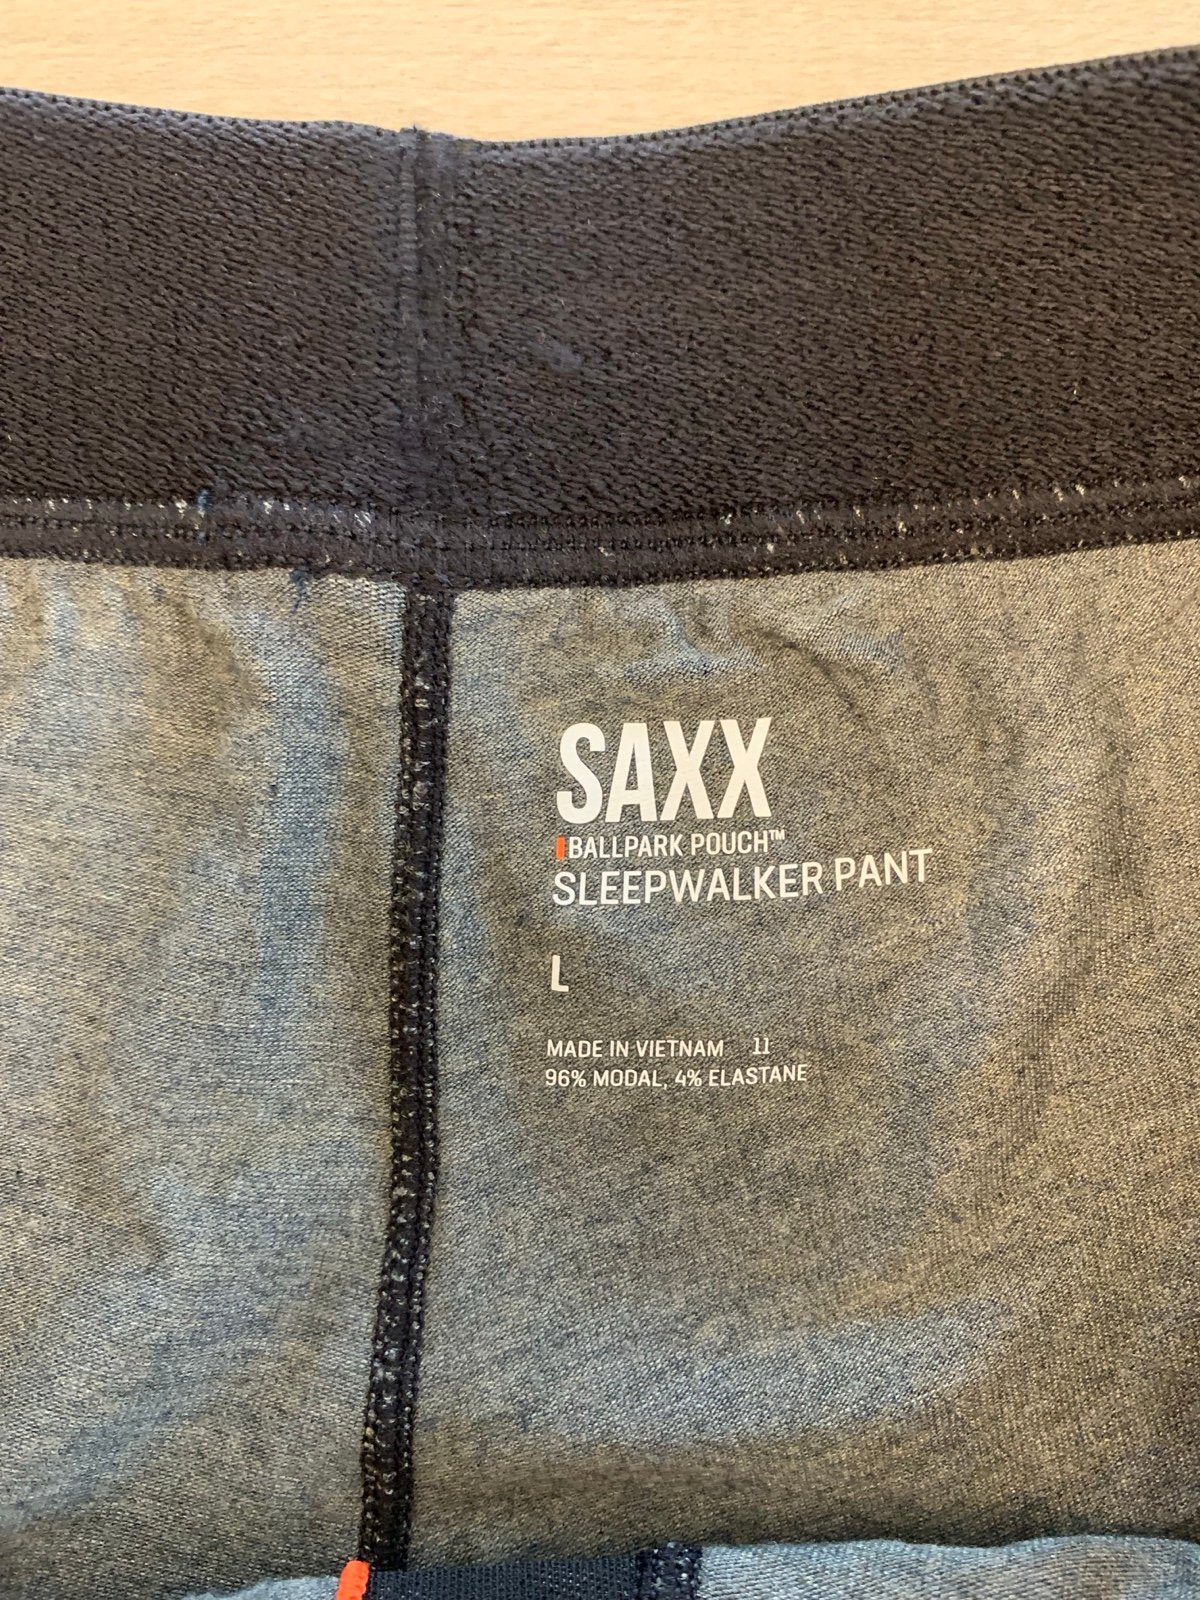 SAXX
BALLPARK POUCH™
SLEEPWALKER PANT
L
MADE IN VIETNAM 11
96% MODAL, 4% ELASTANE